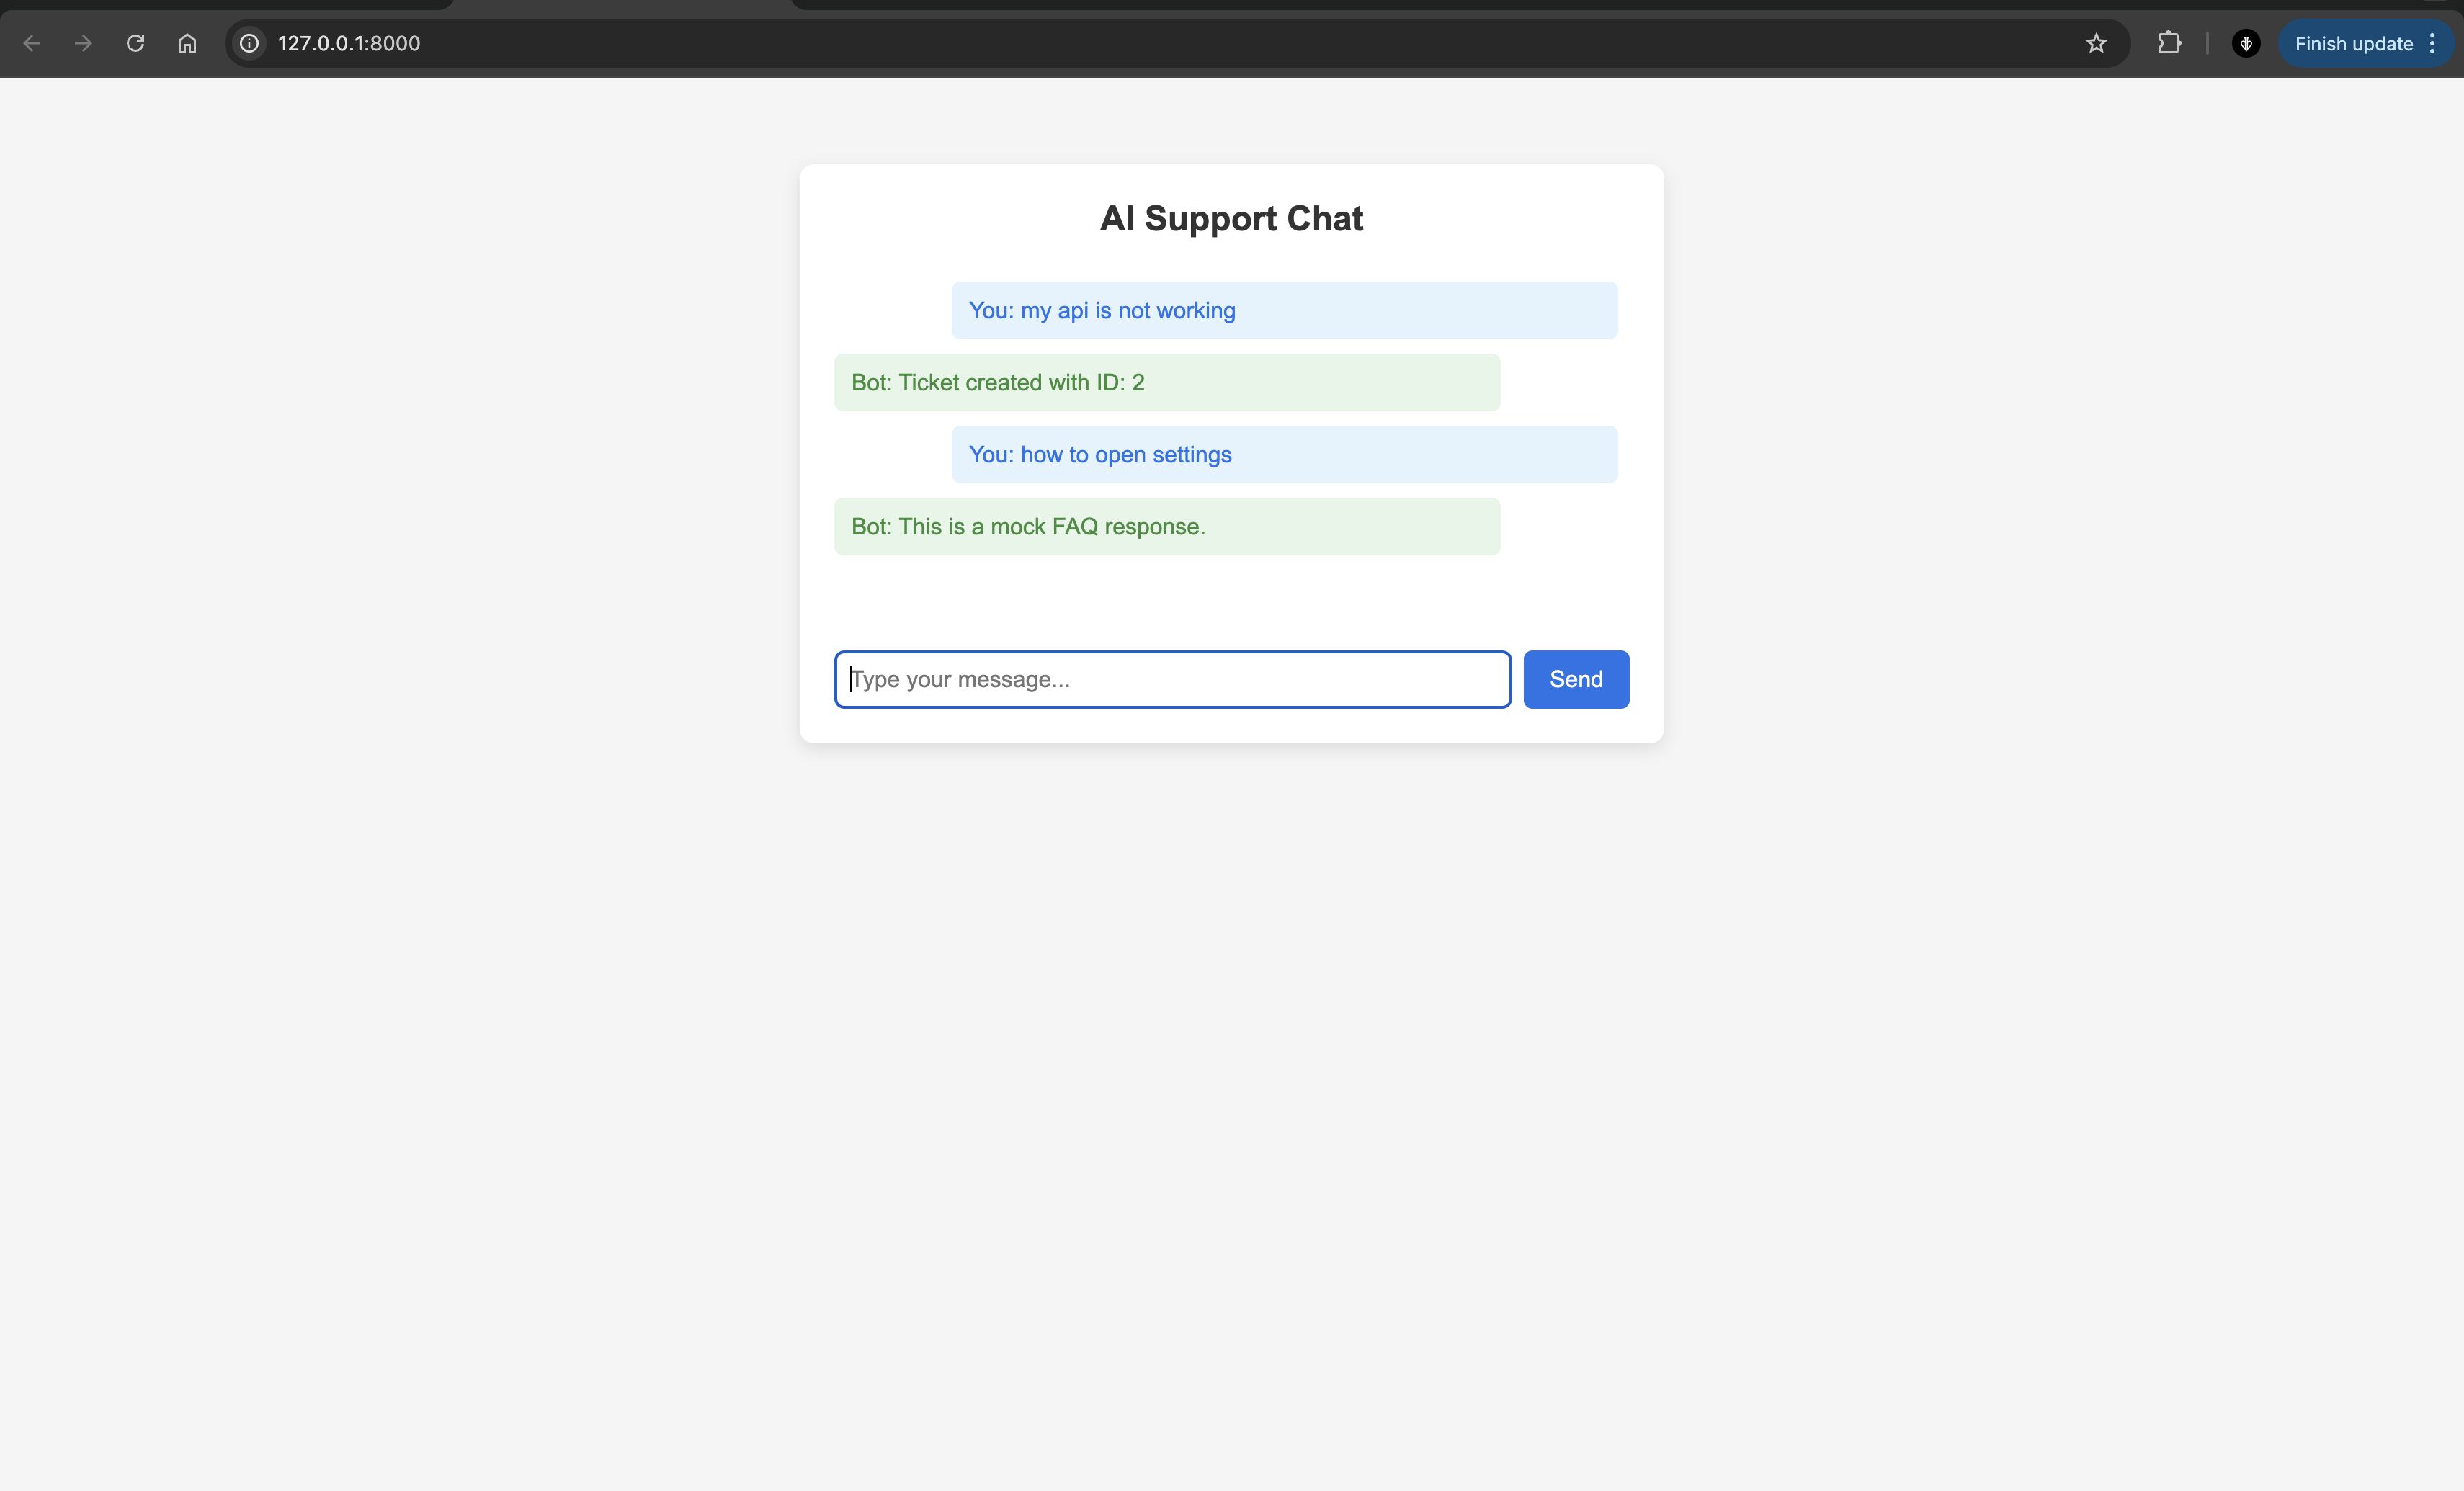 127.0.0.1:8000
Finish update
AI Support Chat
You: my api is not working
Bot: Ticket created with ID: 2
You: how to open settings
Bot: This is a mock FAQ response.
Type your message...
Send